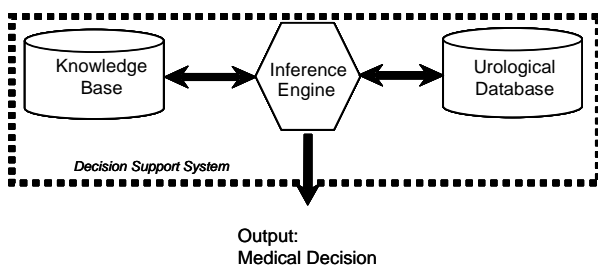 Knowledge
Base
Inference
Engine
Urological
Database
Decision Support System
Output:
Medical Decision